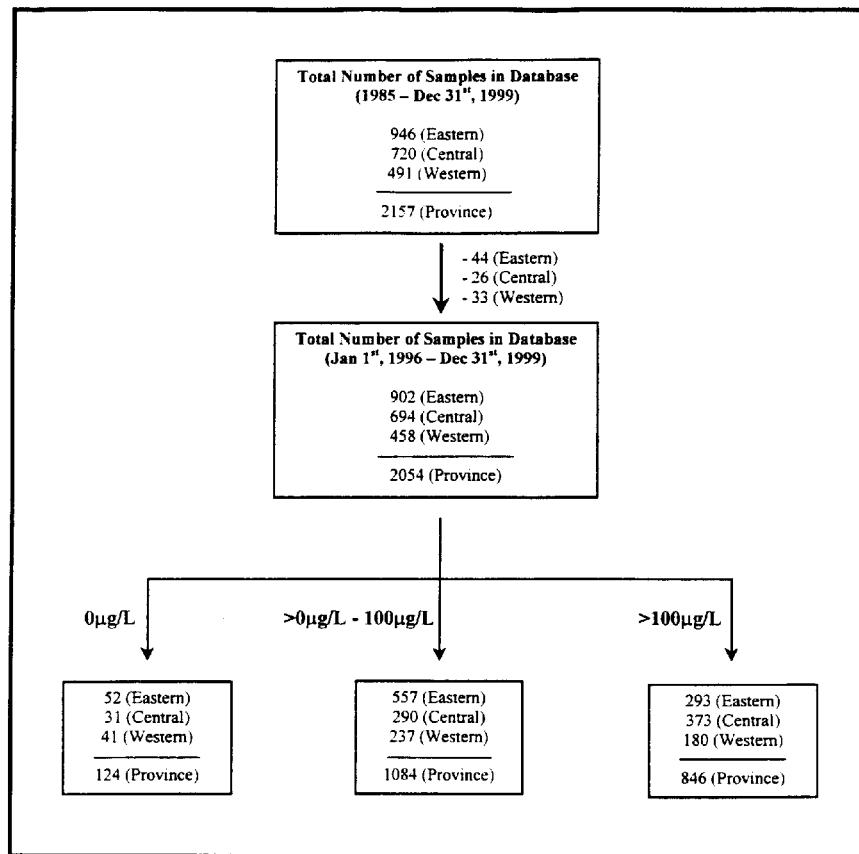 Total Number of Samples in Database
(1985 – Dec 31st, 1999)
946 (Eastern)
720 (Central)
491 (Western)
2157 (Province)
- 44 (Eastern)
- 26 (Central)
- 33 (Western)
Total Number of Samples in Database
(Jan 1st, 1996 – Dec 31st, 1999)
902 (Eastern)
694 (Central)
458 (Western)
2054 (Province)
0µg/L
>0µg/L - 100µg/L
>100µg/L
52 (Eastern)
31 (Central)
41 (Western)
124 (Province)
557 (Eastern)
290 (Central)
237 (Western)
1084 (Province)
293 (Eastern)
373 (Central)
180 (Western)
846 (Province)